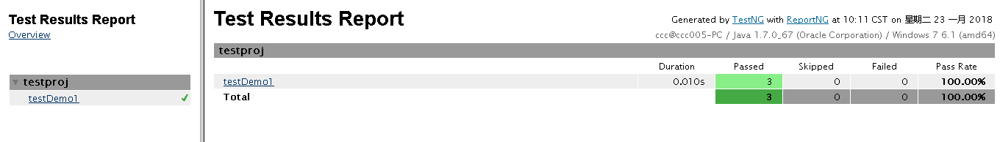 Test Results Report
Overview
testproj
testDemo1
Test Results Report
Generated by TestNG with ReportNG at 10:11 CST on 星期二 23 一月 2018
ccc@ccc005-PC / Java 1.7.0_67 (Oracle Corporation) / Windows 7 6.1 (amd64)
testproj
Duration Passed Skipped Failed Pass Rate
testDemo1 0.010s 3 0 0 100.00%
Total 3 0 0 100.00%